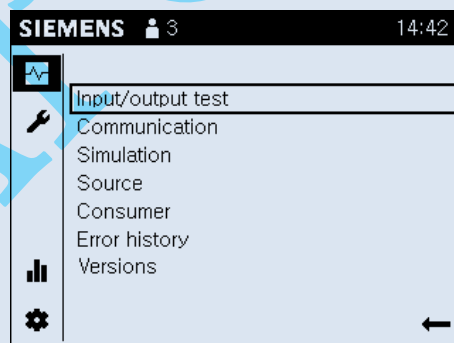 SIEMENS 3 14:42
Input/output test
Communication
Simulation
Source
Consumer
Error history
Versions